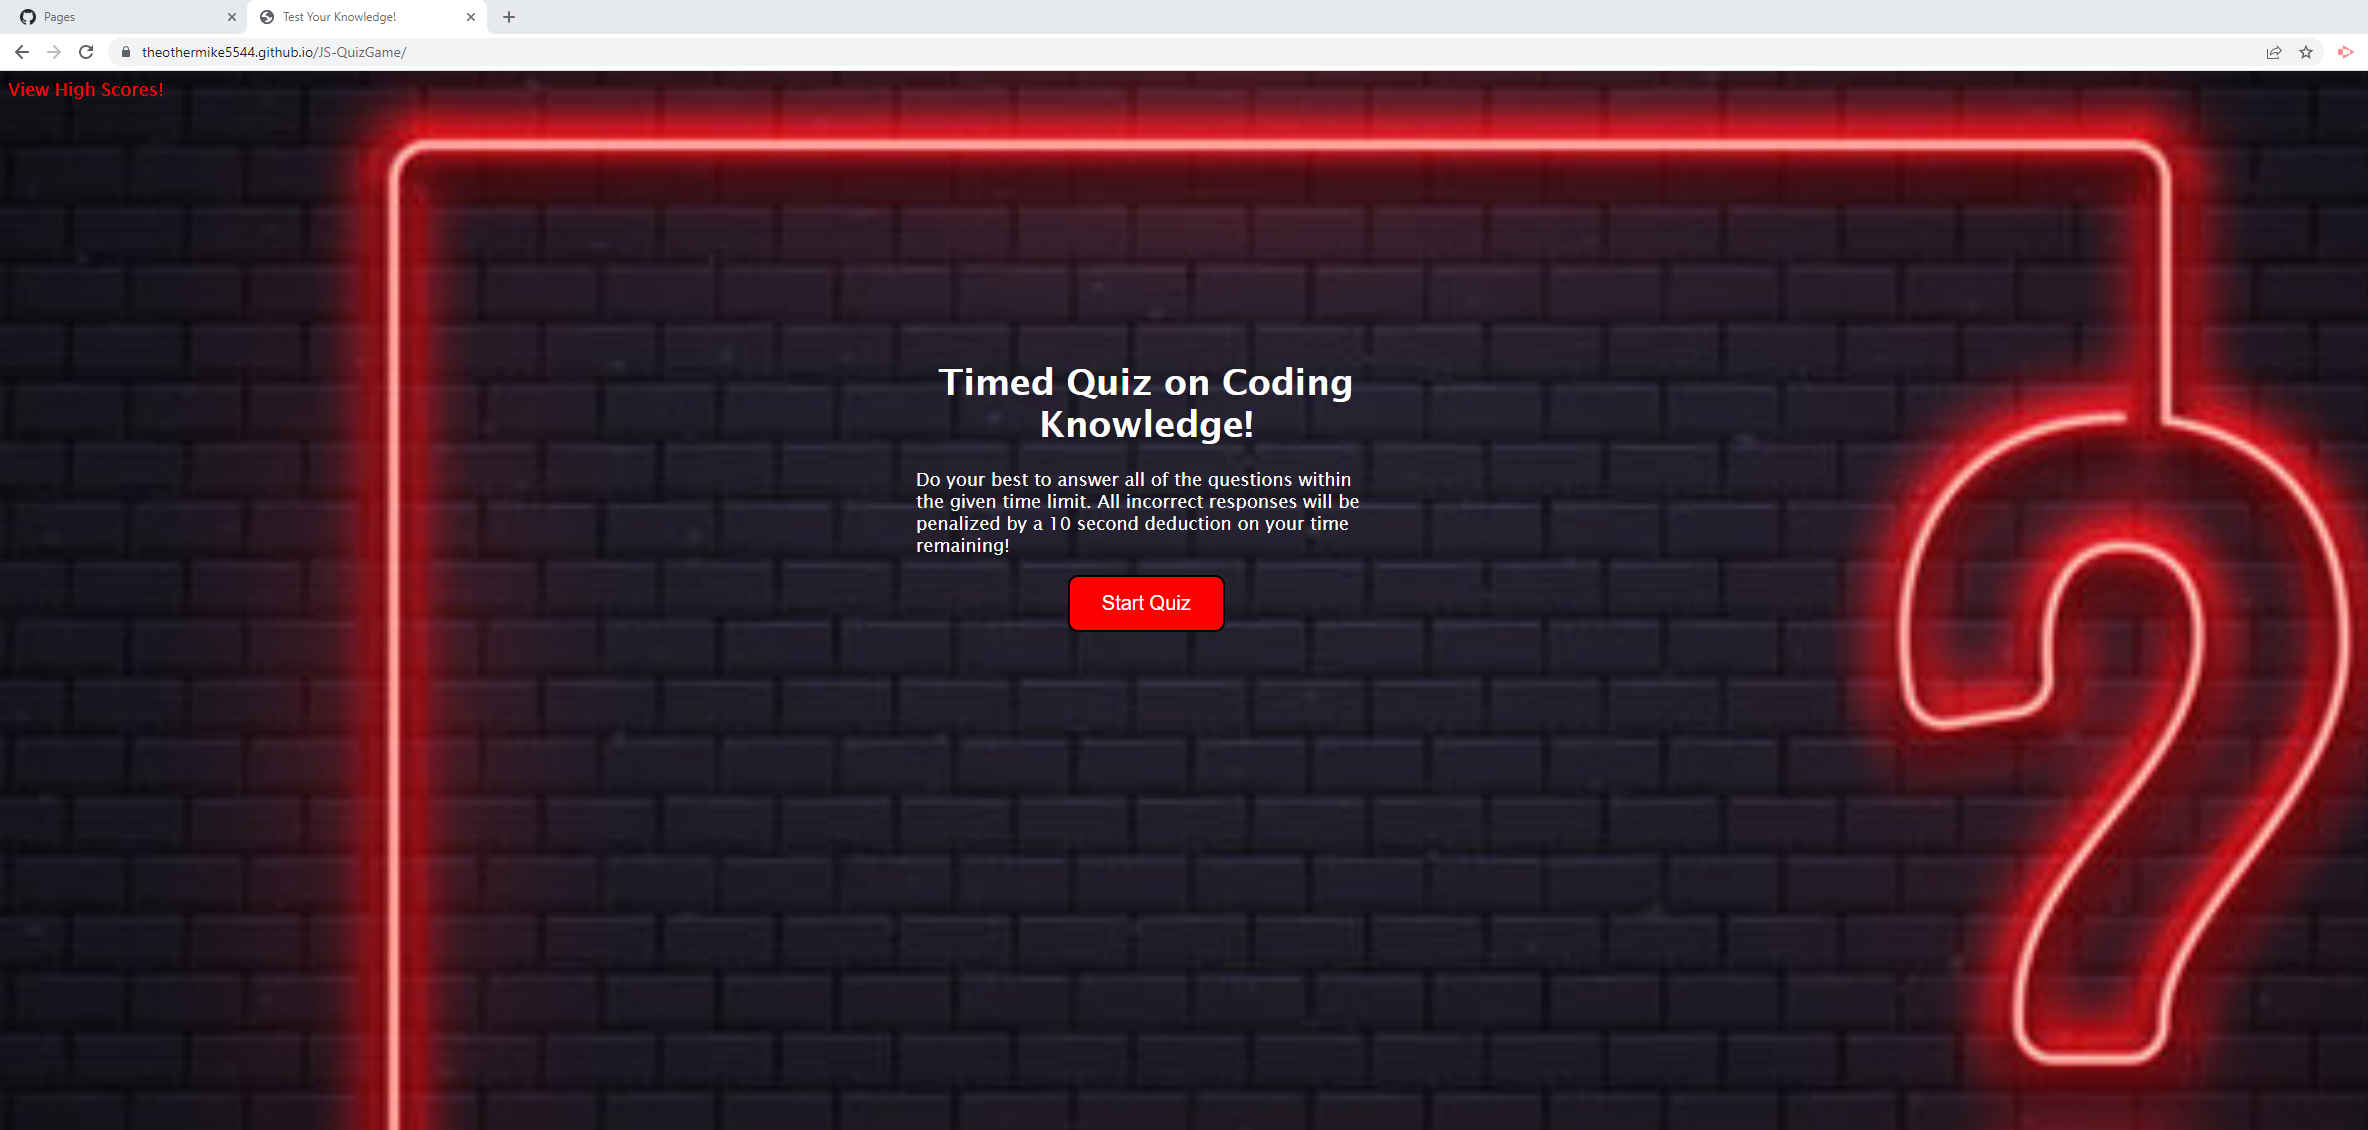 Pages
Test Your Knowledge!
theothermike5544.github.io/JS-QuizGame/
View High Scores!
Timed Quiz on Coding
Knowledge!
Do your best to answer all of the questions within
the given time limit. All incorrect responses will be
penalized by a 10 second deduction on your time
remaining!
Start Quiz